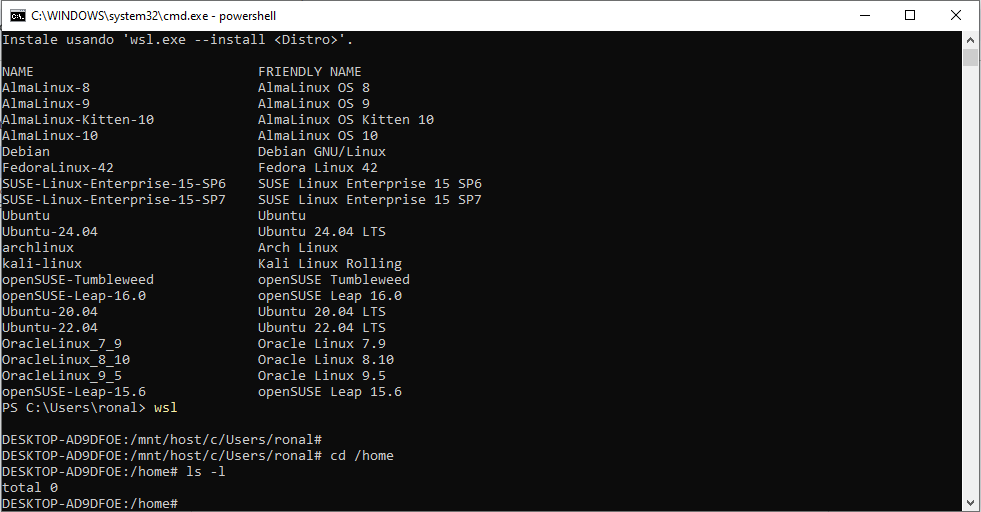 C:\WINDOWS\system32\cmd.exe - powershell
Instale usando 'wsl.exe --install <Distro>'.
NAME FRIENDLY NAME
AlmaLinux-8 AlmaLinux OS 8
AlmaLinux-9 AlmaLinux OS 9
AlmaLinux-Kitten-10 AlmaLinux OS Kitten 10
AlmaLinux-10 AlmaLinux OS 10
Debian Debian GNU/Linux
FedoraLinux-42 Fedora Linux 42
SUSE-Linux-Enterprise-15-SP6 SUSE Linux Enterprise 15 SP6
SUSE-Linux-Enterprise-15-SP7 SUSE Linux Enterprise 15 SP7
Ubuntu Ubuntu
Ubuntu-24.04 Ubuntu 24.04 LTS
archlinux Arch Linux
kali-linux Kali Linux Rolling
openSUSE-Tumbleweed openSUSE Tumbleweed
openSUSE-Leap-16.0 openSUSE Leap 16.0
Ubuntu-20.04 Ubuntu 20.04 LTS
Ubuntu-22.04 Ubuntu 22.04 LTS
OracleLinux_7_9 Oracle Linux 7.9
OracleLinux_8_10 Oracle Linux 8.10
OracleLinux_9_5 Oracle Linux 9.5
openSUSE-Leap-15.6 openSUSE Leap 15.6
PS C:\Users\ronal> wsl
DESKTOP-AD9DFOE:/mnt/host/c/Users/ronal#
DESKTOP-AD9DFOE:/mnt/host/c/Users/ronal# cd /home
DESKTOP-AD9DFOE:/home# ls -l
total 0
DESKTOP-AD9DFOE:/home#